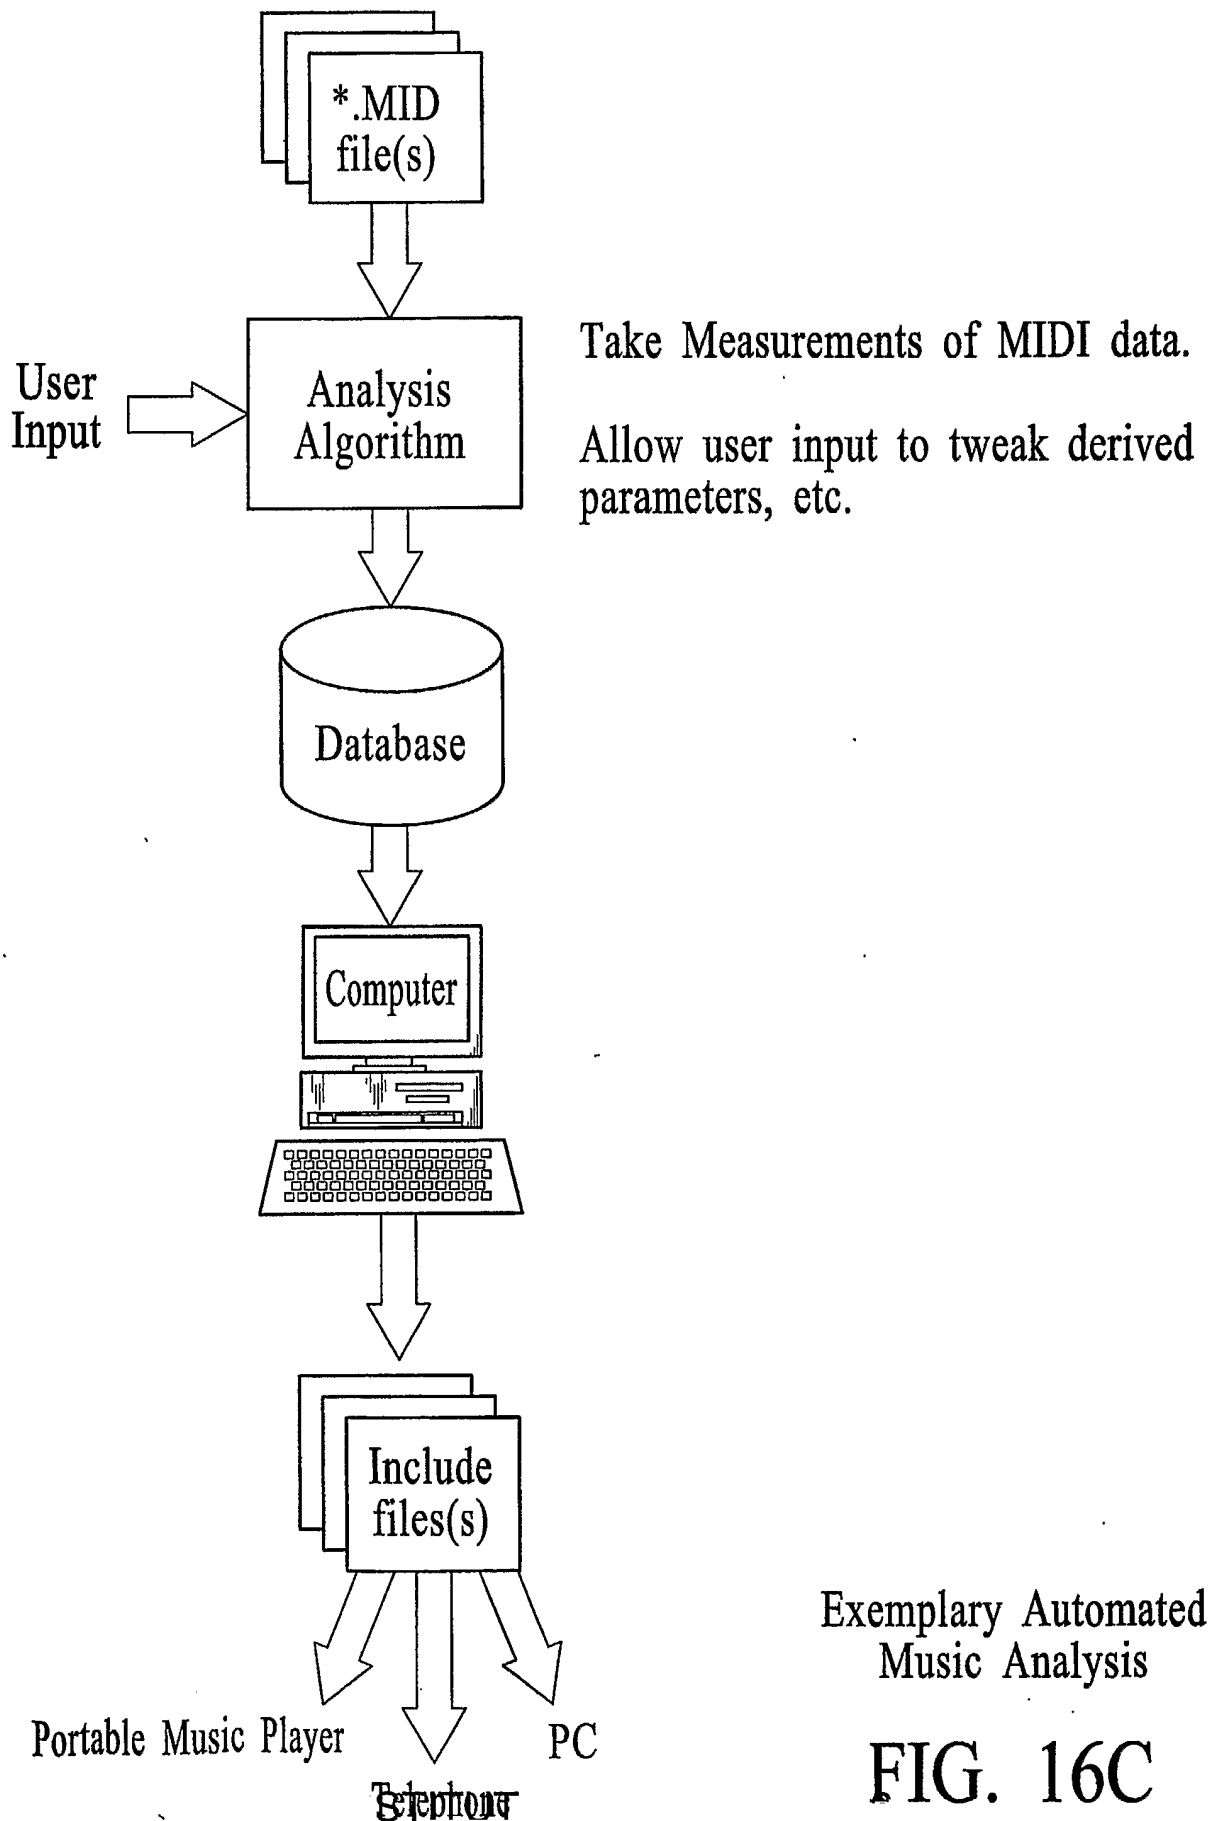 *.MID
file(s)
User
Input
Analysis
Algorithm
Take Measurements of MIDI data.
Allow user input to tweak derived
parameters, etc.
Database
Computer
Include
files(s)
Exemplary Automated
Music Analysis
Portable Music Player
PC
Telephone
FIG. 16C